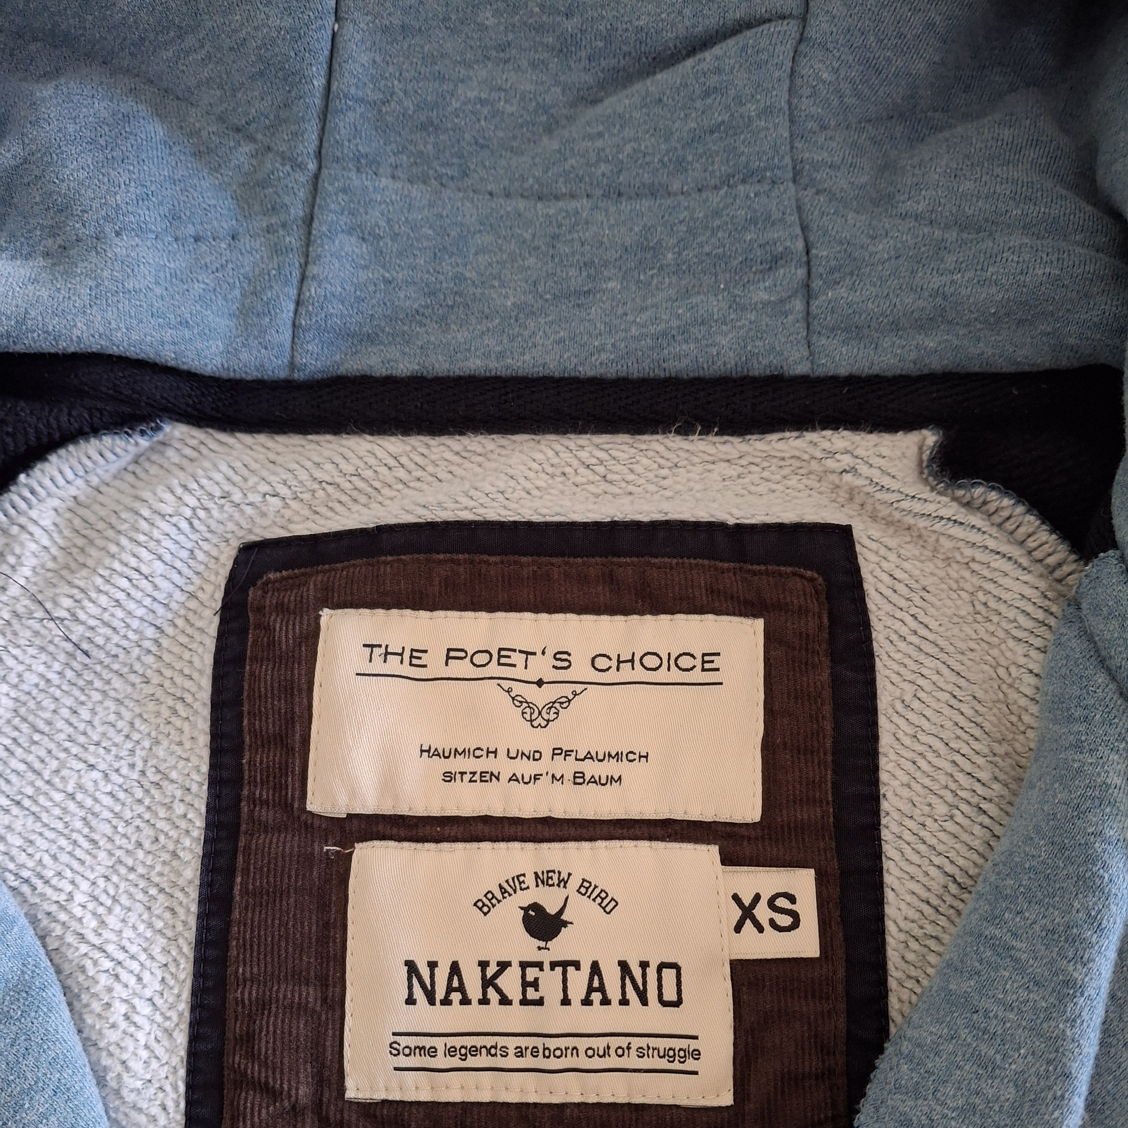 THE POET'S CHOICE
HAUMICH UND PFLAUMICH
SITZEN AUF'M BAUM
BRAVE NEW BIRD
XS
NAKETANO
Some legends are born out of struggle